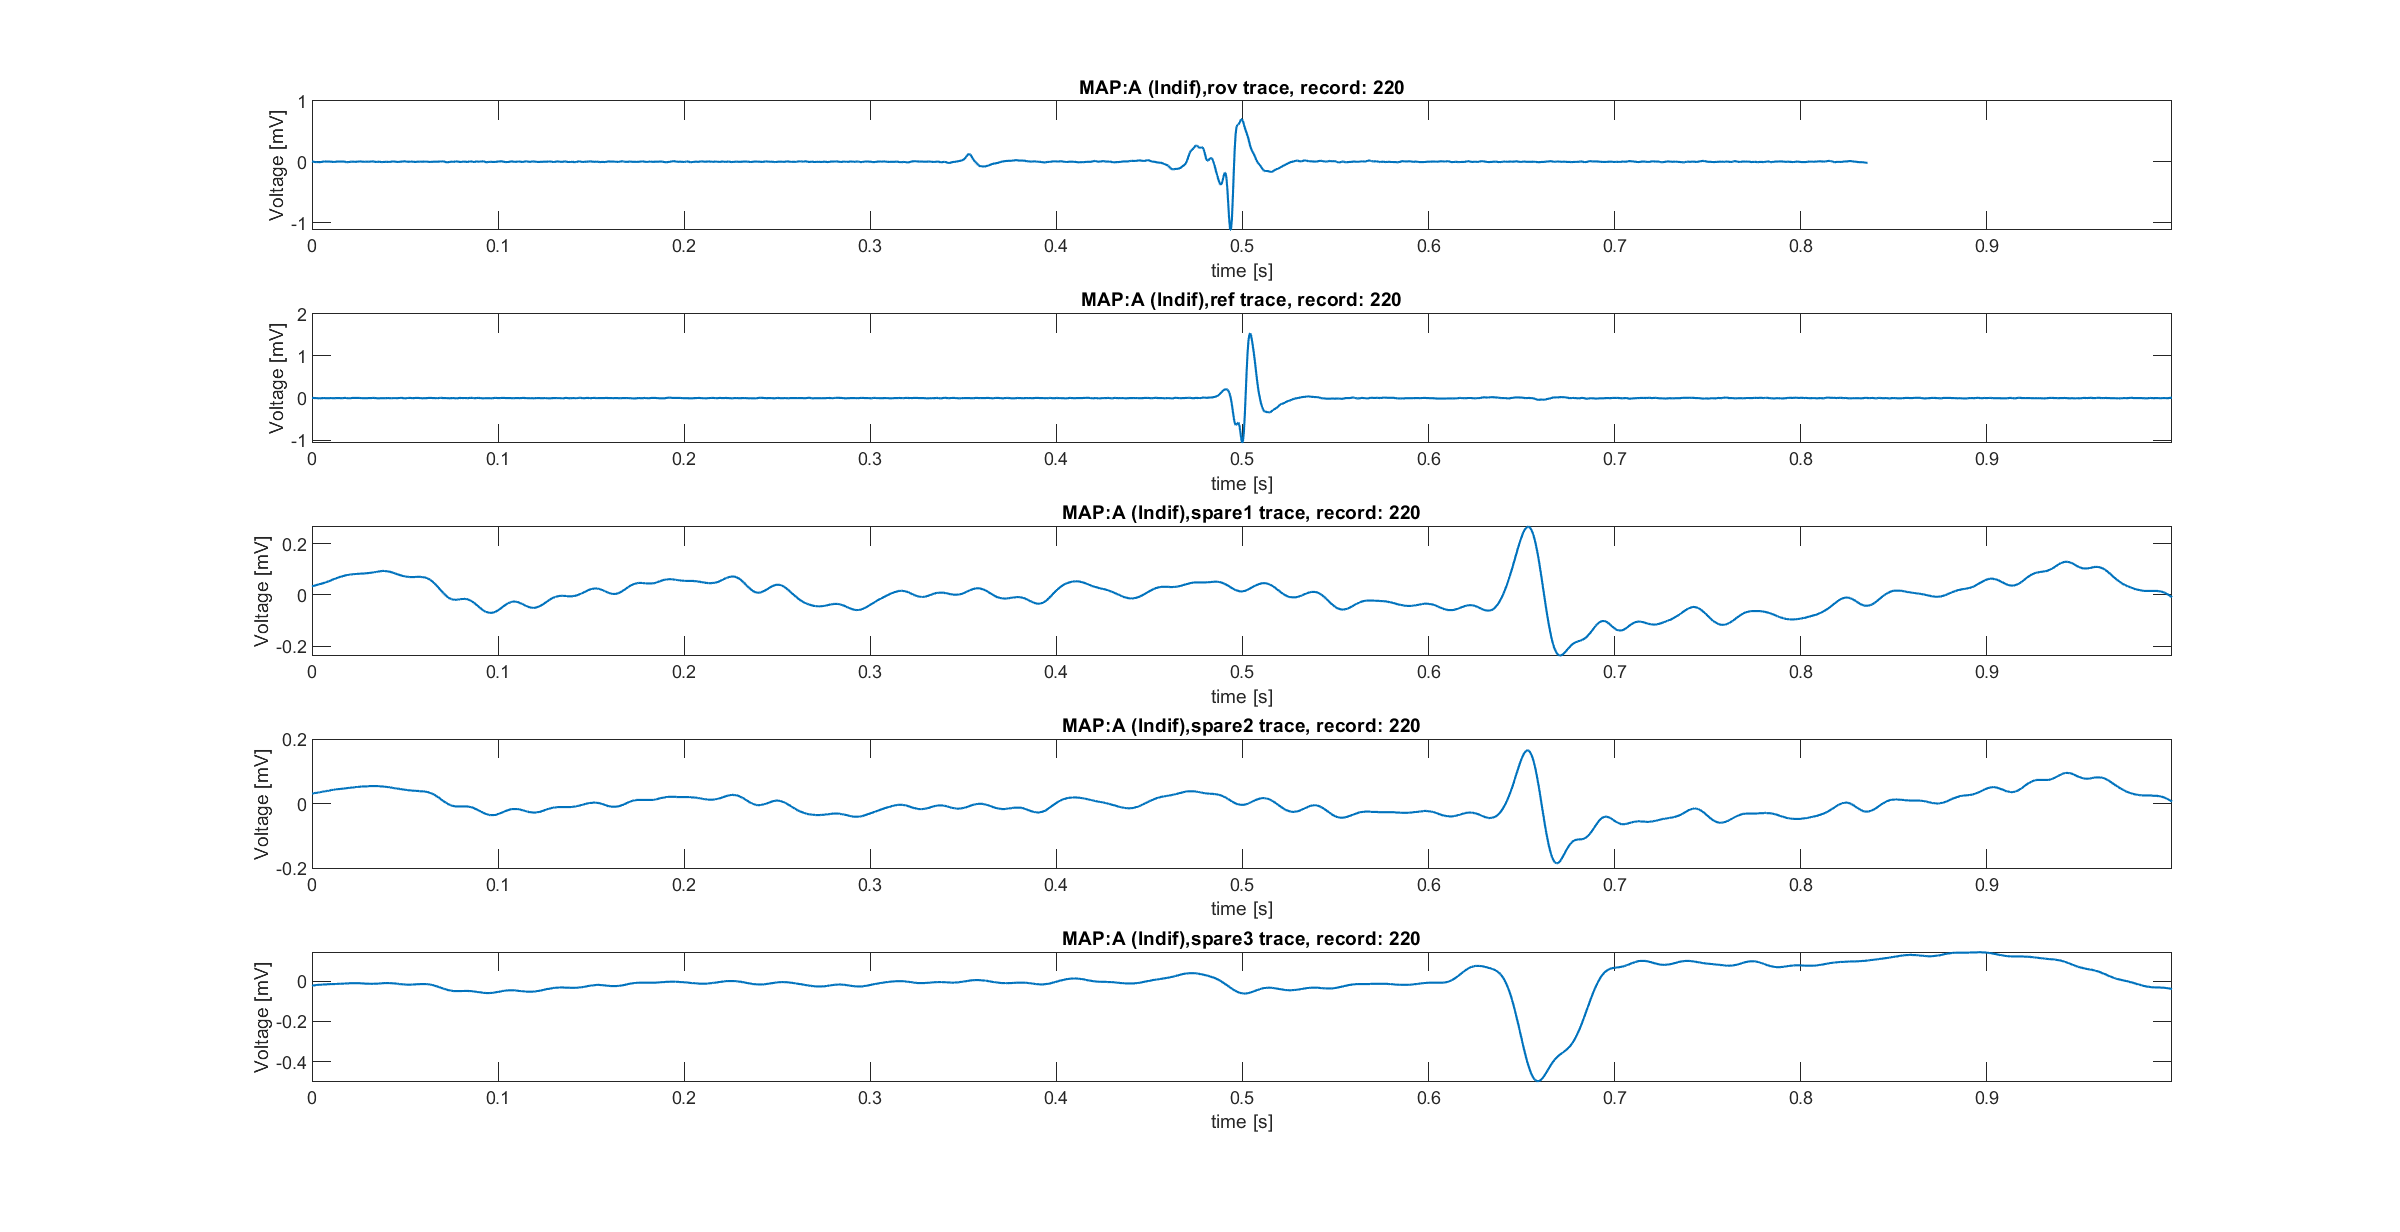 MAP:A (Indif),rov trace, record: 220
Voltage [mV]
1
0
-1
0 0.1 0.2 0.3 0.4 0.5 0.6 0.7 0.8 0.9
time [s]
MAP:A (Indif),ref trace, record: 220
Voltage [mV]
2
1
0
-1
0 0.1 0.2 0.3 0.4 0.5 0.6 0.7 0.8 0.9
time [s]
MAP:A (Indif),spare1 trace, record: 220
Voltage [mV]
0.2
0
-0.2
0 0.1 0.2 0.3 0.4 0.5 0.6 0.7 0.8 0.9
time [s]
MAP:A (Indif),spare2 trace, record: 220
Voltage [mV]
0.2
0
-0.2
0 0.1 0.2 0.3 0.4 0.5 0.6 0.7 0.8 0.9
time [s]
MAP:A (Indif),spare3 trace, record: 220
Voltage [mV]
0
-0.2
-0.4
0 0.1 0.2 0.3 0.4 0.5 0.6 0.7 0.8 0.9
time [s]